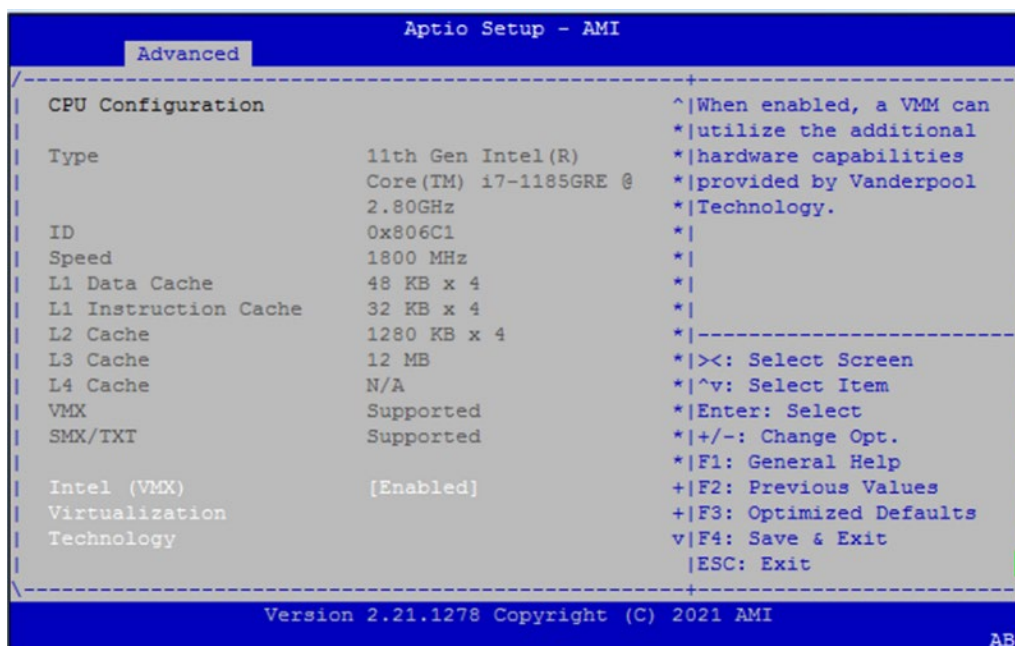 Aptio Setup - AMI
Advanced
CPU Configuration
Type 11th Gen Intel(R)
Core(TM) i7-1185GRE @
2.80GHz
ID 0x806C1
Speed 1800 MHz
L1 Data Cache 48 KB x 4
L1 Instruction Cache 32 KB x 4
L2 Cache 1280 KB x 4
L3 Cache 12 MB
L4 Cache N/A
VMX Supported
SMX/TXT Supported
Intel (VMX) [Enabled]
Virtualization
Technology
When enabled, a VMM can
utilize the additional
hardware capabilities
provided by Vanderpool
Technology.
><: Select Screen
^v: Select Item
Enter: Select
+/-: Change Opt.
F1: General Help
F2: Previous Values
F3: Optimized Defaults
F4: Save & Exit
ESC: Exit
Version 2.21.1278 Copyright (C) 2021 AMI
AB